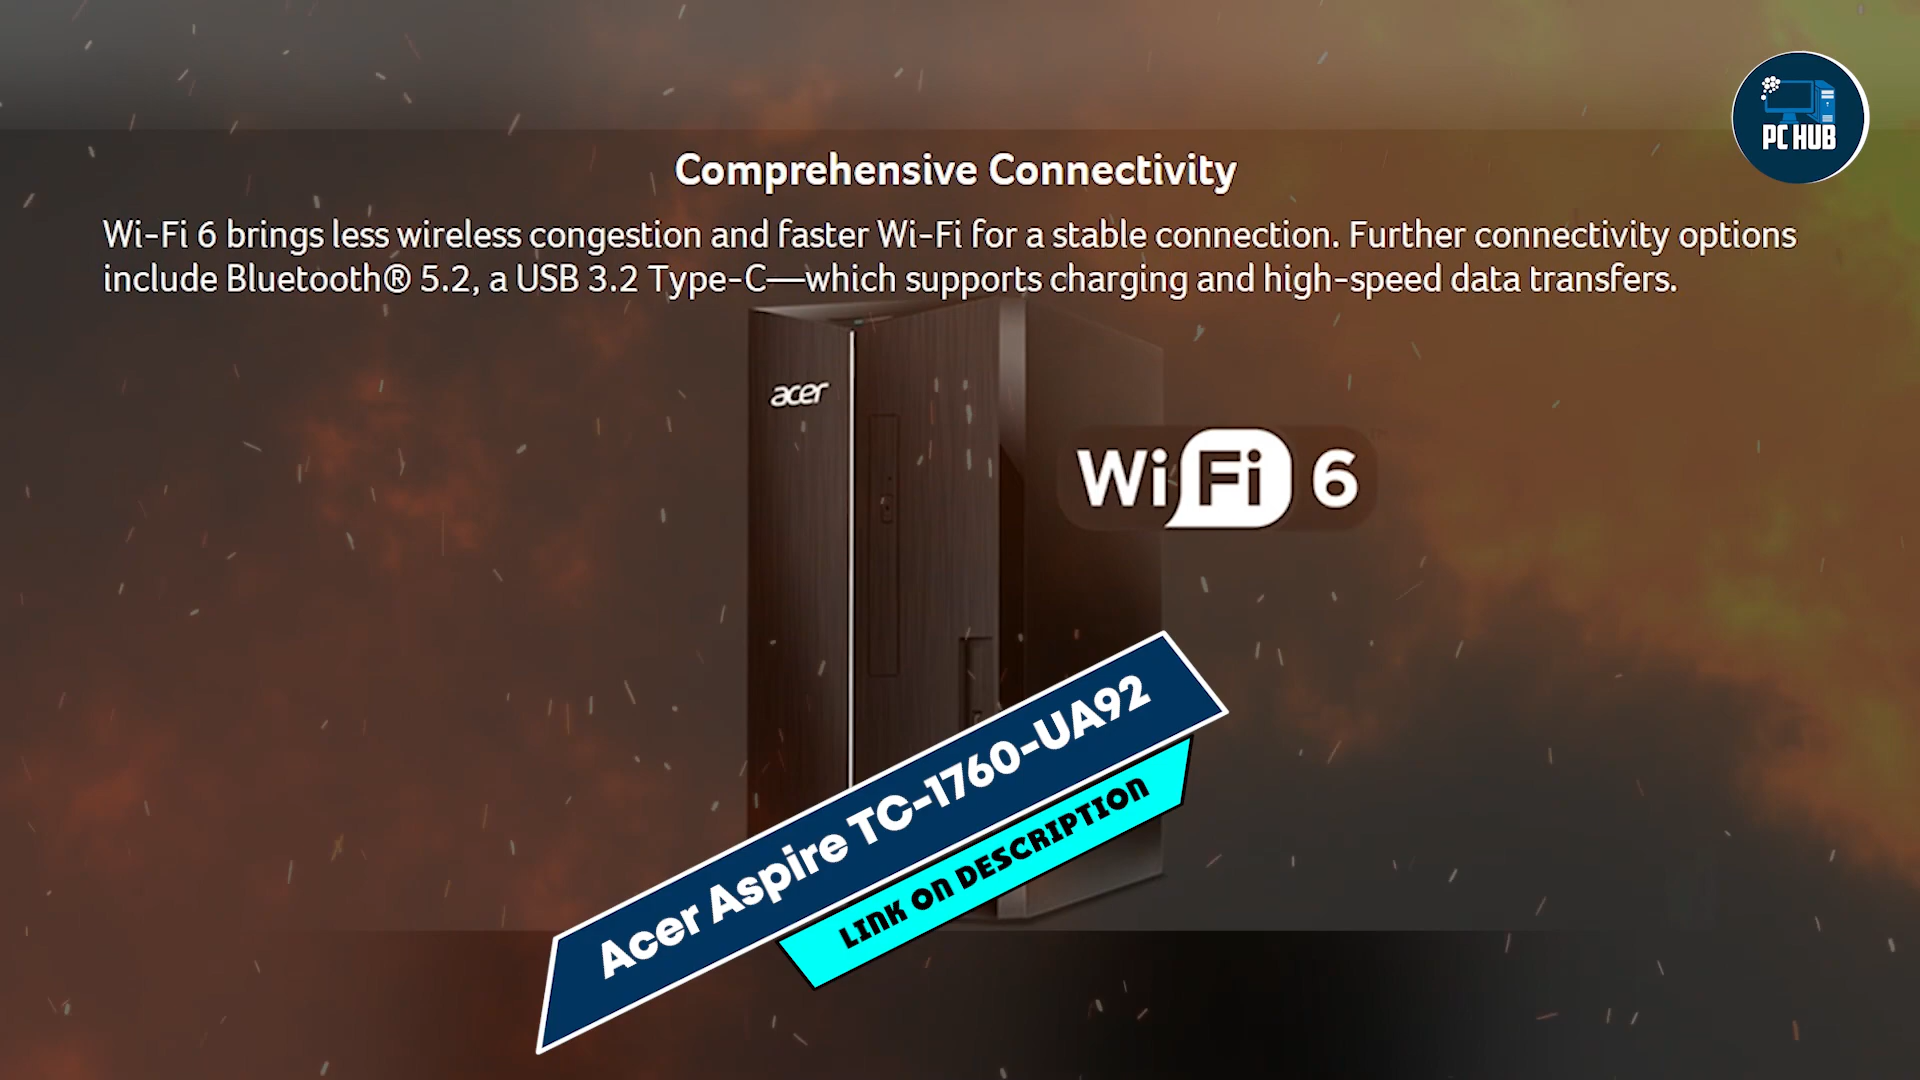 PC HUB
Comprehensive Connectivity
Wi-Fi 6 brings less wireless congestion and faster Wi-Fi for a stable connection. Further connectivity options
include Bluetooth® 5.2, a USB 3.2 Type-C—which supports charging and high-speed data transfers.
acer
WiFi 6
Acer Aspire TC-1760-UA92
LINK ON DESCRIPTION